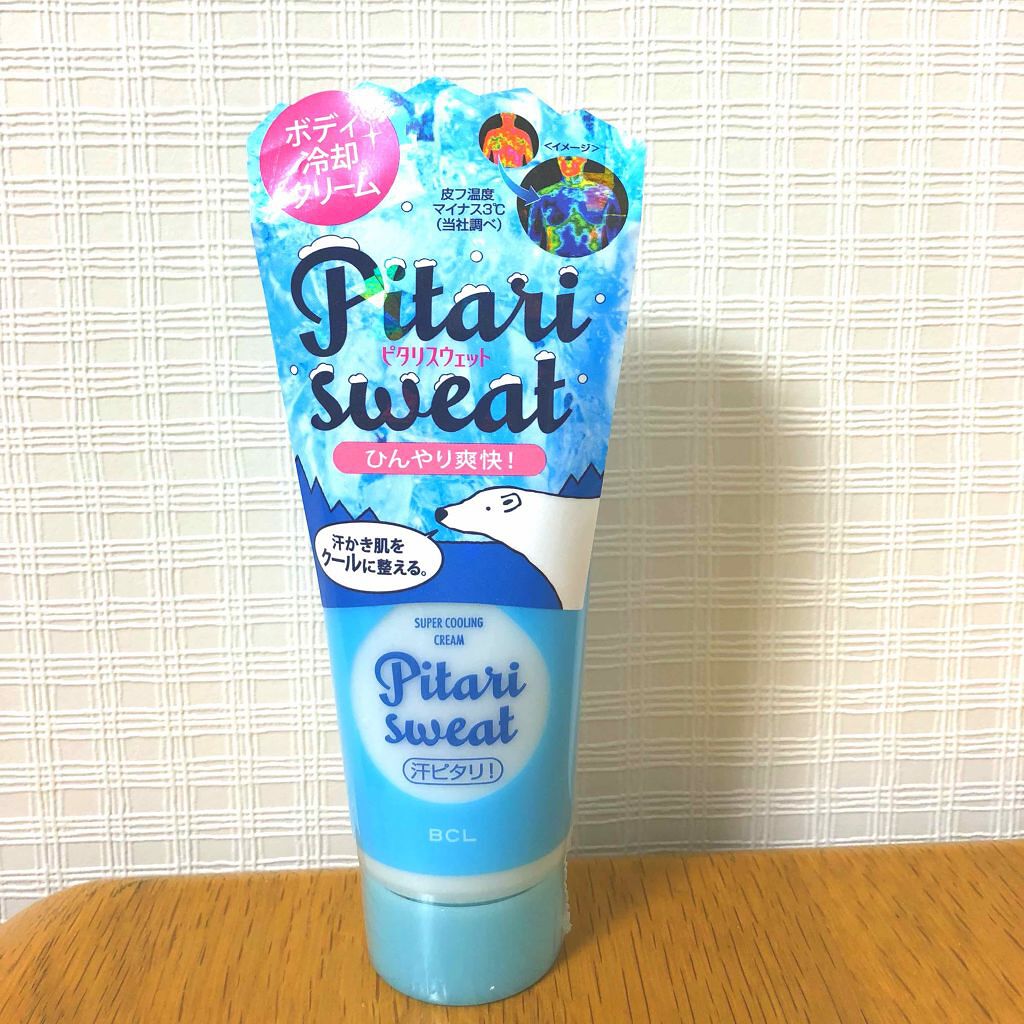 ボディ
冷却
クリーム
<イメージ>
皮フ温度
マイナス3℃
(当社調べ)
Pitari
ピタリスウェット
sweat
ひんやり爽快!
汗かき肌を
クールに整える。
SUPER COOLING
CREAM
Pitari
sweat
汗ピタリ!
BCL